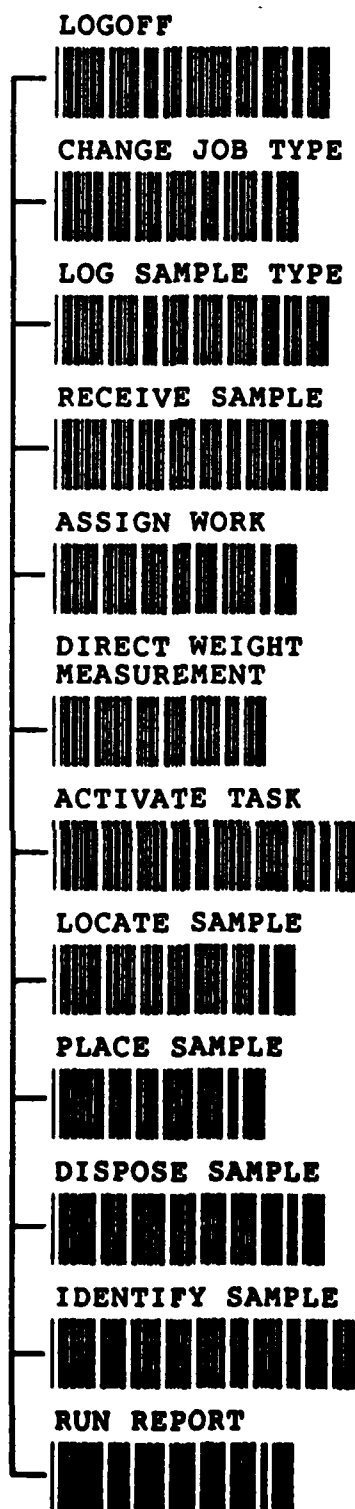 LOGOFF
CHANGE JOB TYPE
LOG SAMPLE TYPE
RECEIVE SAMPLE
ASSIGN WORK
DIRECT WEIGHT
MEASUREMENT
ACTIVATE TASK
LOCATE SAMPLE
PLACE SAMPLE
DISPOSE SAMPLE
IDENTIFY SAMPLE
RUN REPORT